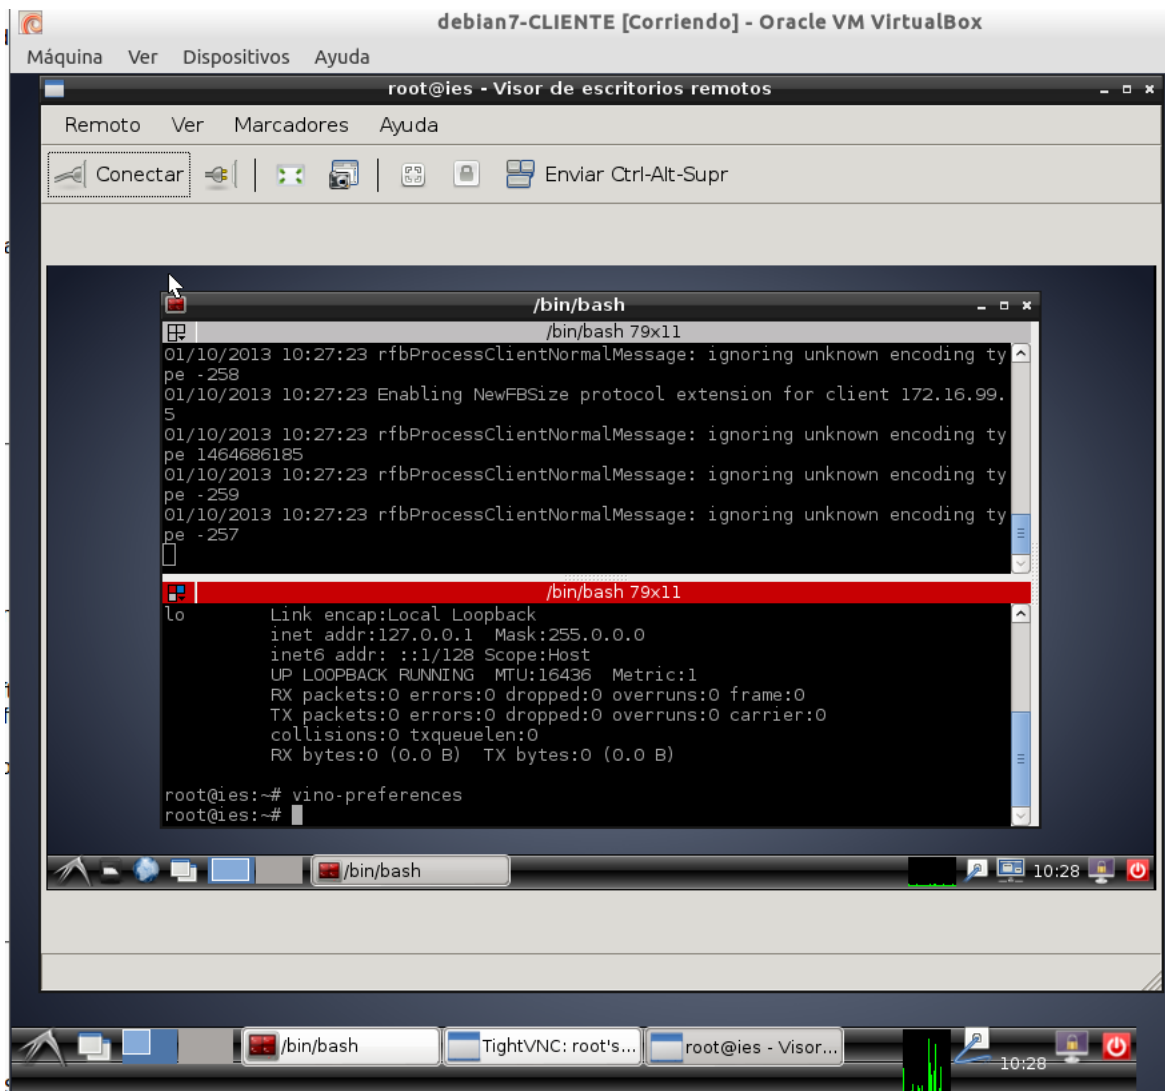 debian7-CLIENTE [Corriendo] - Oracle VM VirtualBox
Máquina Ver Dispositivos Ayuda
root@ies - Visor de escritorios remotos
Remoto Ver Marcadores Ayuda
Conectar Enviar Ctrl-Alt-Supr
/bin/bash
/bin/bash 79x11
01/10/2013 10:27:23 rfbProcessClientNormalMessage: ignoring unknown encoding ty
pe -258
01/10/2013 10:27:23 Enabling NewFBSize protocol extension for client 172.16.99.
5
01/10/2013 10:27:23 rfbProcessClientNormalMessage: ignoring unknown encoding ty
pe 1464686185
01/10/2013 10:27:23 rfbProcessClientNormalMessage: ignoring unknown encoding ty
pe -259
01/10/2013 10:27:23 rfbProcessClientNormalMessage: ignoring unknown encoding ty
pe -257
/bin/bash 79x11
lo Link encap:Local Loopback
inet addr:127.0.0.1 Mask:255.0.0.0
inet6 addr: ::1/128 Scope:Host
UP LOOPBACK RUNNING MTU:16436 Metric:1
RX packets:0 errors:0 dropped:0 overruns:0 frame:0
TX packets:0 errors:0 dropped:0 overruns:0 carrier:0
collisions:0 txqueuelen:0
RX bytes:0 (0.0 B) TX bytes:0 (0.0 B)
root@ies:~# vino-preferences
root@ies:~#
/bin/bash 10:28
/bin/bash TightVNC: root's... root@ies - Visor... 10:28